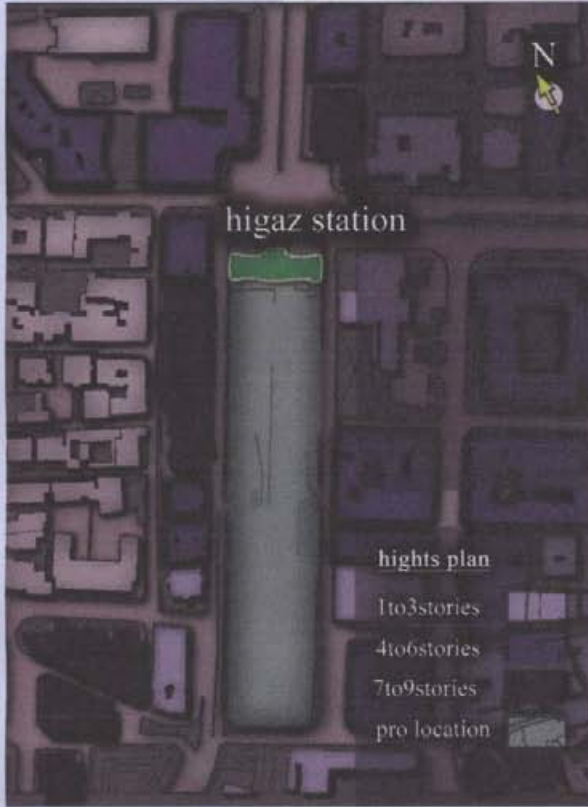 N
higaz station
hights plan
1to3stories
4to6stories
7to9stories
pro location